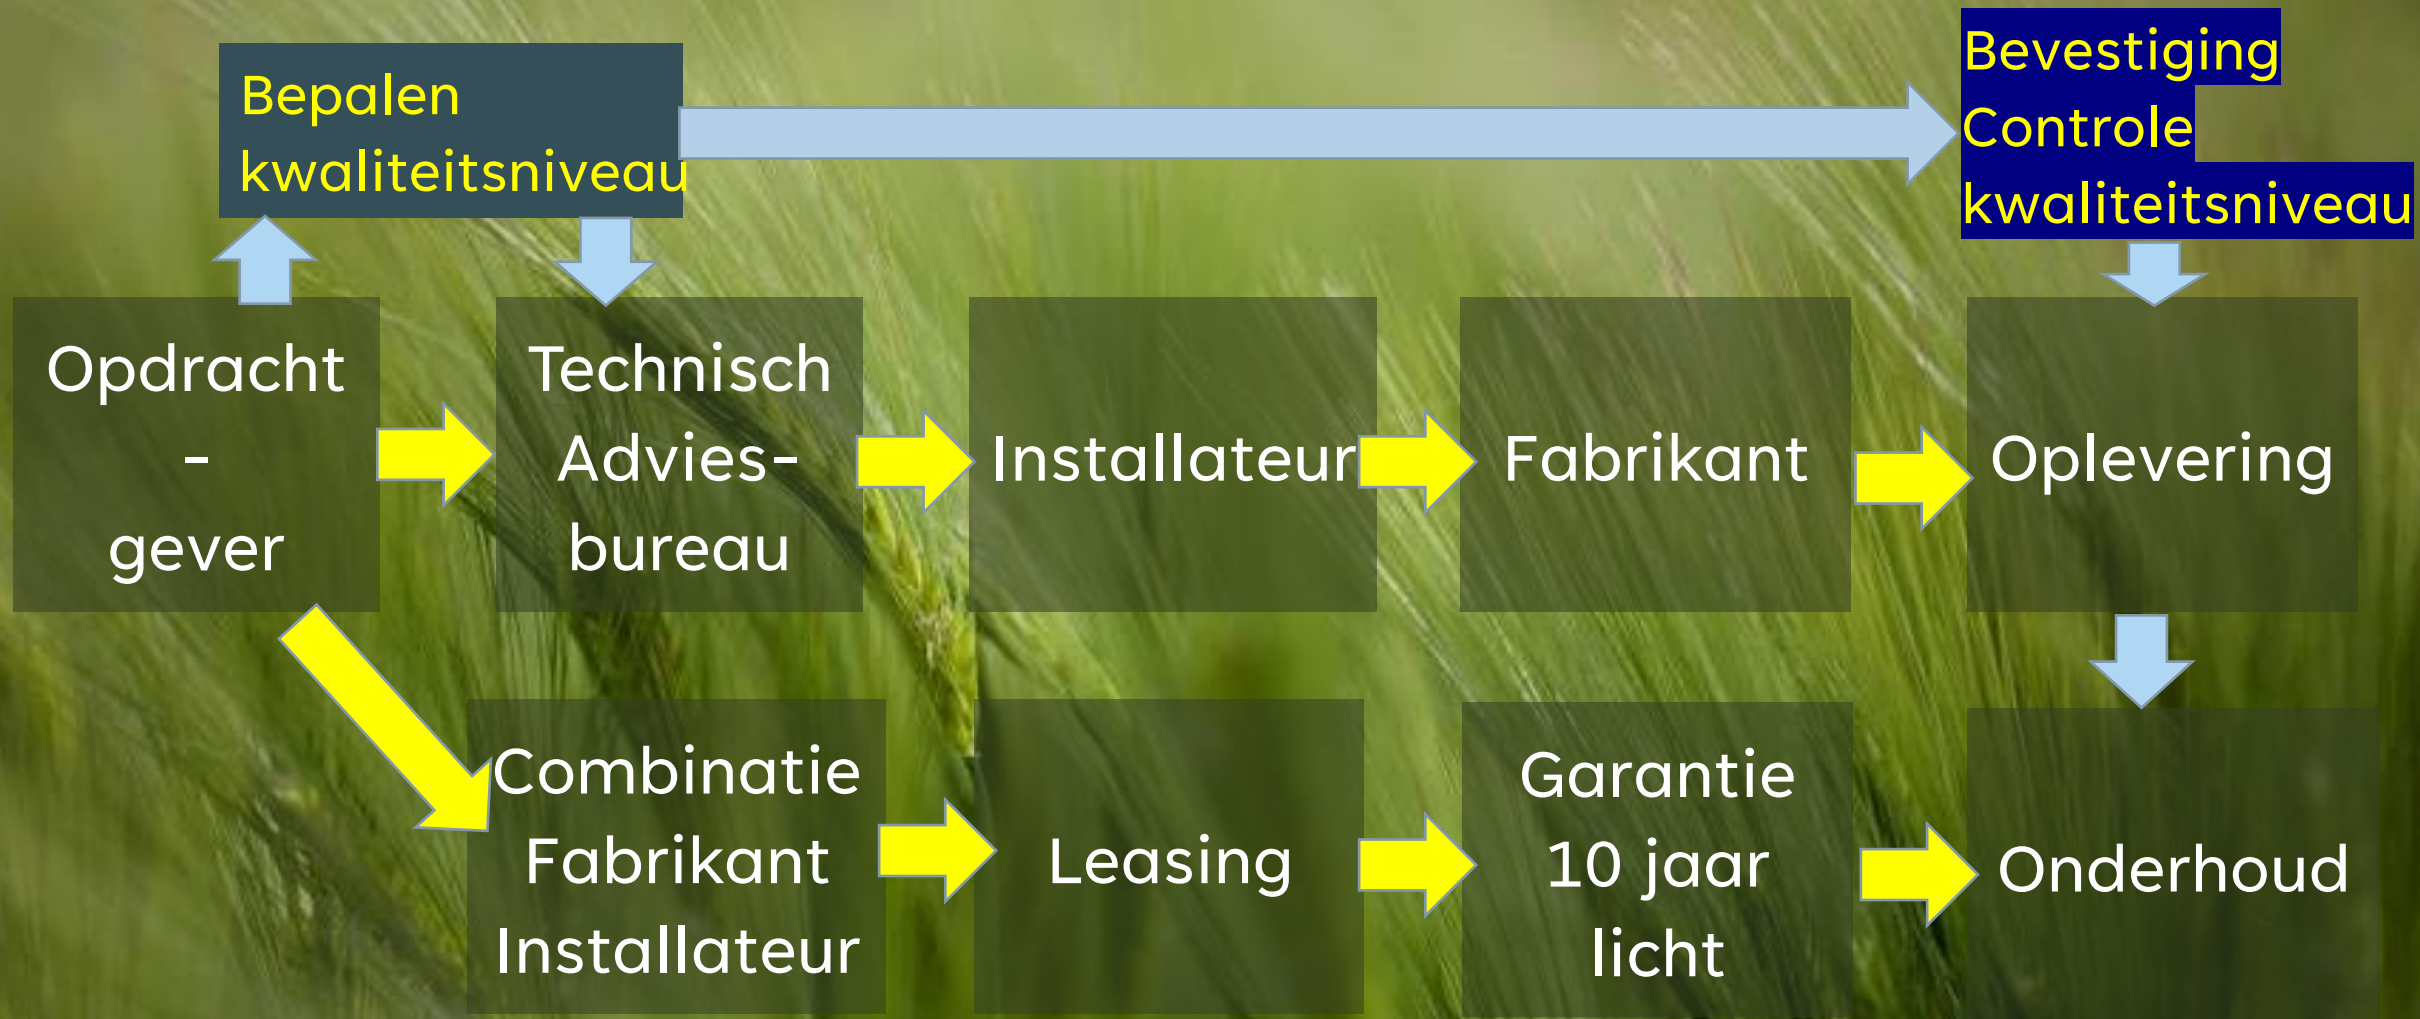 Bepalen
kwaliteitsniveau
Bevestiging
Controle
kwaliteitsniveau
Opdracht
-
gever
Technisch
Advies-
bureau
Installateur
Fabrikant
Oplevering
Combinatie
Fabrikant
Installateur
Leasing
Garantie
10 jaar
licht
Onderhoud